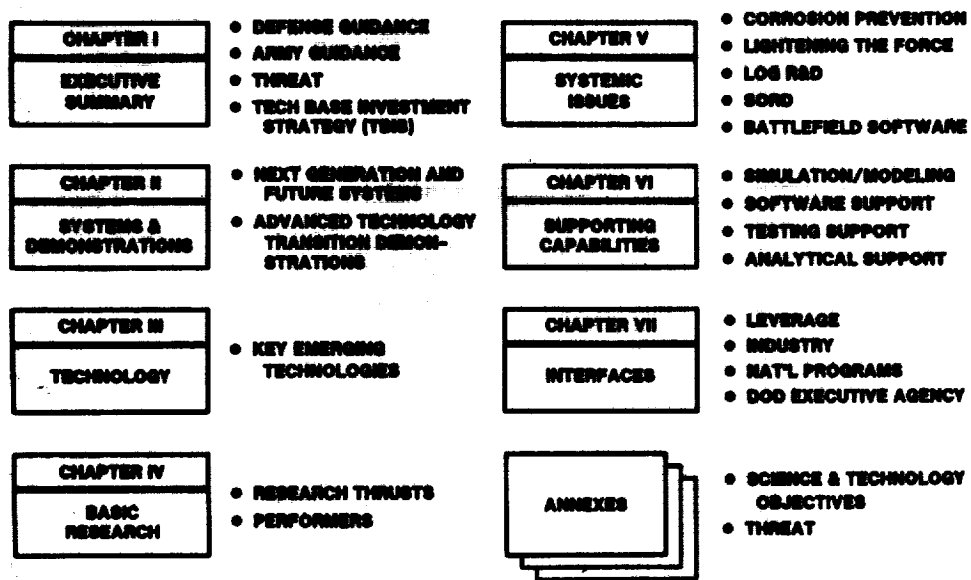 CHAPTER I
EXECUTIVE
SUMMARY
• DEFENSE GUIDANCE
• ARMY GUIDANCE
• THREAT
• TECH BASE INVESTMENT
STRATEGY (TBIS)
CHAPTER II
SYSTEMS &
DEMONSTRATIONS
• NEXT GENERATION AND
FUTURE SYSTEMS
• ADVANCED TECHNOLOGY
TRANSITION DEMON-
STRATIONS
CHAPTER III
TECHNOLOGY
• KEY EMERGING
TECHNOLOGIES
CHAPTER IV
BASIC
RESEARCH
• RESEARCH THRUSTS
• PERFORMERS
CHAPTER V
SYSTEMIC
ISSUES
• CORROSION PREVENTION
• LIGHTENING THE FORCE
• LOG R&D
• SORD
• BATTLEFIELD SOFTWARE
CHAPTER VI
SUPPORTING
CAPABILITIES
• SIMULATION/MODELING
• SOFTWARE SUPPORT
• TESTING SUPPORT
• ANALYTICAL SUPPORT
CHAPTER VII
INTERFACES
• LEVERAGE
• INDUSTRY
• NAT'L PROGRAMS
• DOD EXECUTIVE AGENCY
ANNEXES
• SCIENCE & TECHNOLOGY
OBJECTIVES
• THREAT